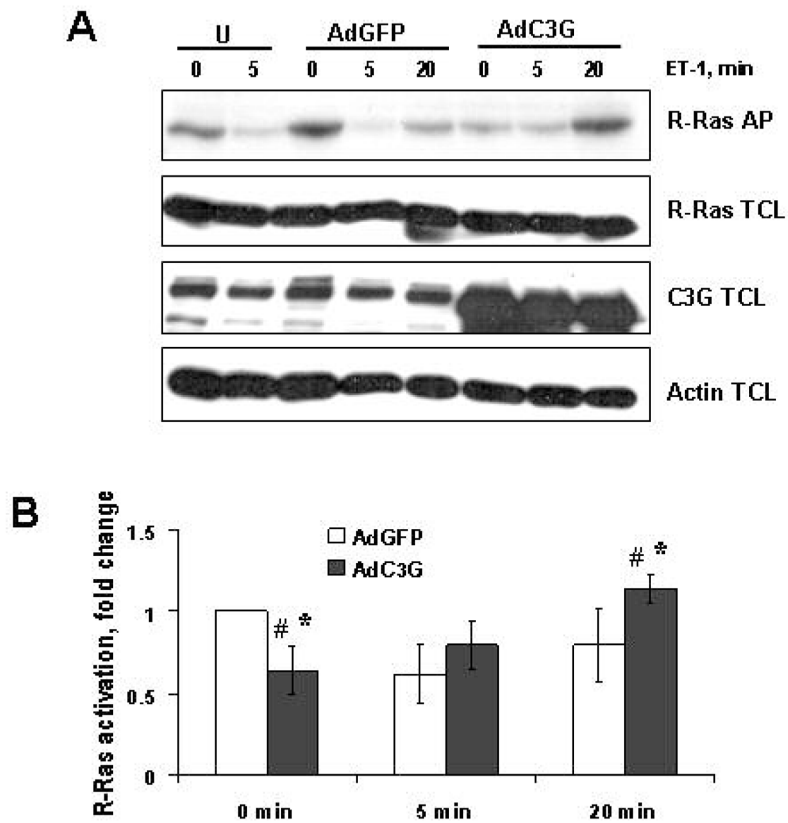 A
U AdGFP AdC3G
0 5 0 5 20 0 5 20 ET-1, min
R-Ras AP
R-Ras TCL
C3G TCL
Actin TCL
B
R-Ras activation, fold change
1.5
1
0.5
0
AdGFP
AdC3G
# *
# *
0 min 5 min 20 min